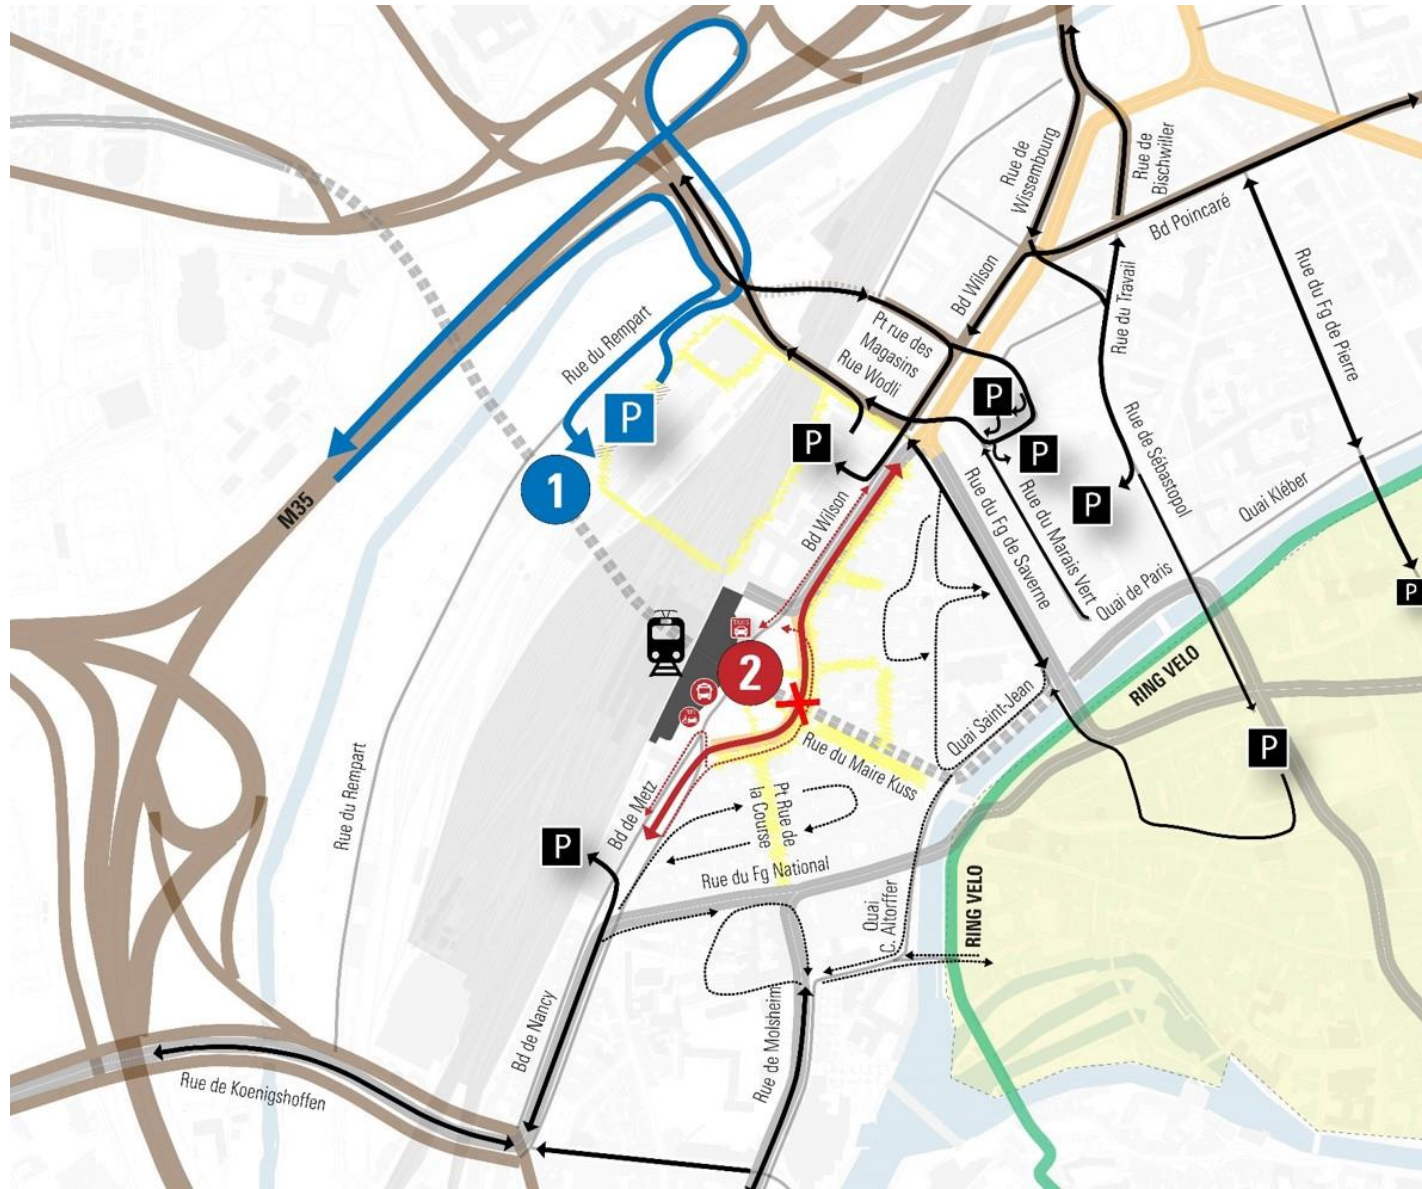 Rue de
Wissembourg
Rue de
Bischwiller
Bd Poincaré
Bd Wilson
Rue du Travail
Rue du Fg de Pierre
Rue du Rempart
Pt rue des
Magasins
Rue Wodli
P
P
P
P
P
1
M35
Rue de Sébastopol
Quai Kléber
Bd Wilson
Rue du Fg de Saverne
Rue du Marais Vert
Quai de Paris
P
TAXIS
2
RING VELO
Quai Saint-Jean
Rue du Maire Kuss
P
Rue du Rempart
Bd de Metz
Pt Rue de
la Course
P
Rue du Fg National
Quai
C. Altorffer
RING VELO
Bd de Nancy
Rue de Molsheim
Rue de Koenigshoffen